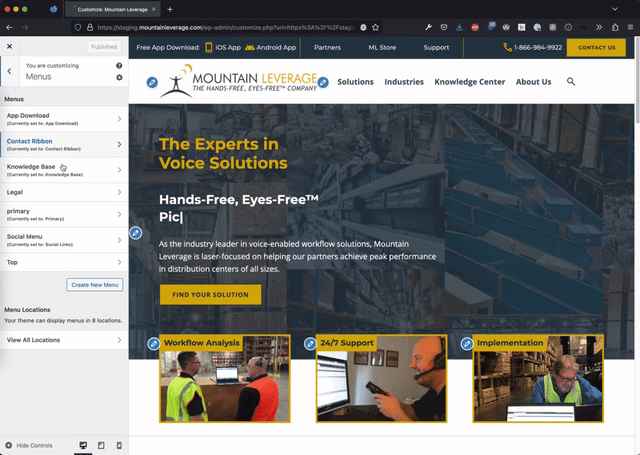 Customize: Mountain Leverage
https://staging.mountainleverage.com/wp-admin/customize.php?url=https%3A%2F%2Fstag
Published
You are customizing
Menus
Menus
App Download
(Currently set to: App Download)
Contact Ribbon
(Currently set to: Contact Ribbon)
Knowledge Base
(Currently set to: Knowledge Base)
Legal
primary
(Currently set to: Primary)
Social Menu
(Currently set to: Social Links)
Top
Create New Menu
Menu Locations
Your theme can display menus in 8 locations.
View All Locations
Hide Controls
Free App Download: iOS App Android App Partners ML Store Support 1-866-984-9922 CONTACT US
MOUNTAIN LEVERAGE
THE HANDS-FREE, EYES-FREE™ COMPANY
Solutions Industries Knowledge Center About Us
The Experts in
Voice Solutions
Hands-Free, Eyes-Free™
Pic|
As the industry leader in voice-enabled workflow solutions, Mountain
Leverage is laser-focused on helping our partners achieve peak performance
in distribution centers of all sizes.
FIND YOUR SOLUTION
Workflow Analysis 24/7 Support Implementation